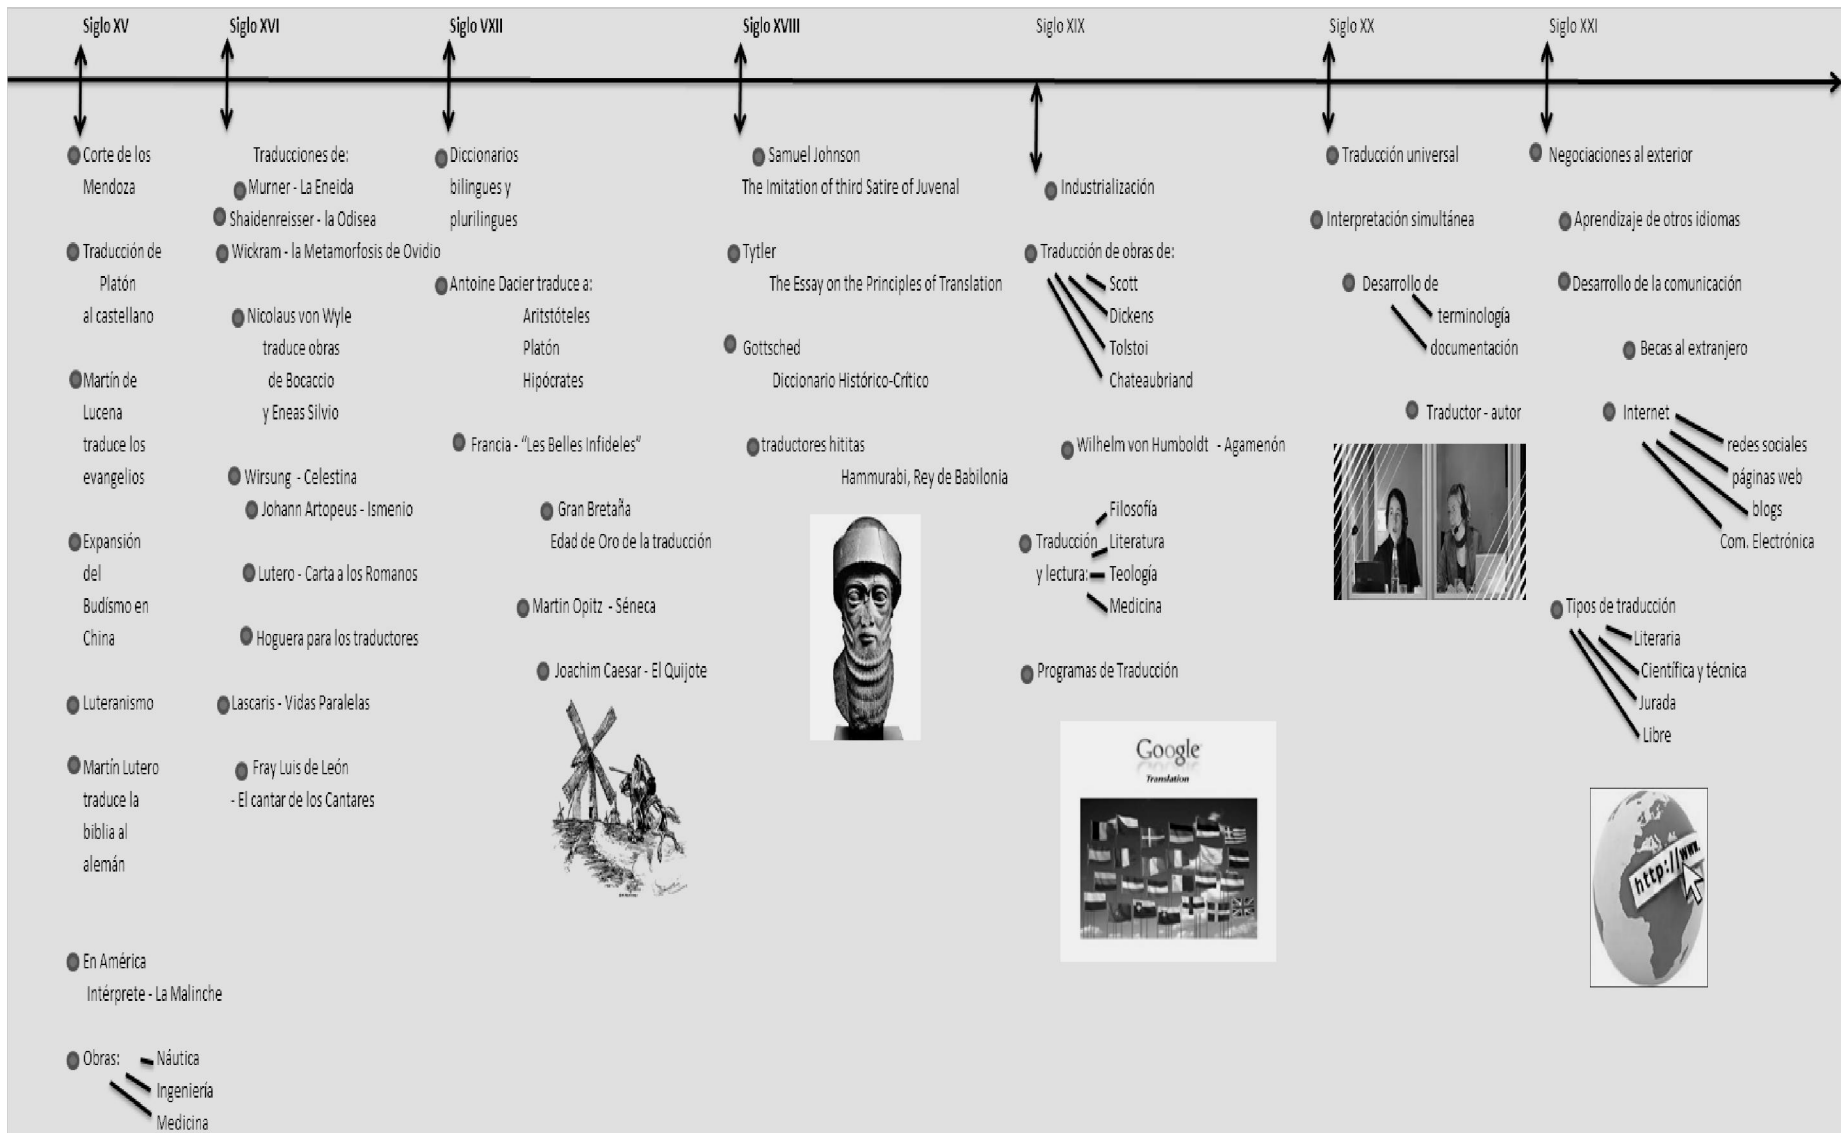 Siglo XV
Siglo XVI
Siglo VXII
Siglo XVIII
Siglo XIX
Siglo XX
Siglo XXI
Corte de los
Mendoza
Traducción de
Platón
al castellano
Martín de
Lucena
traduce los
evangelios
Expansión
del
Budísmo en
China
Luteranismo
Martín Lutero
traduce la
biblia al
alemán
En América
Intérprete - La Malinche
Obras:
Náutica
Ingeniería
Medicina
Traducciones de:
Murner - La Eneida
Shaidenreisser - la Odisea
Wickram - la Metamorfosis de Ovidio
Nicolaus von Wyle
traduce obras
de Bocaccio
y Eneas Silvio
Wirsung - Celestina
Johann Artopeus - Ismenio
Lutero - Carta a los Romanos
Hoguera para los traductores
Lascaris - Vidas Paralelas
Fray Luis de León
- El cantar de los Cantares
Diccionarios
bilingues y
plurilingues
Antoine Dacier traduce a:
Aritstóteles
Platón
Hipócrates
Francia - "Les Belles Infideles"
Gran Bretaña
Edad de Oro de la traducción
Martin Opitz - Séneca
Joachim Caesar - El Quijote
Samuel Johnson
The Imitation of third Satire of Juvenal
Tytler
The Essay on the Principles of Translation
Gottsched
Diccionario Histórico-Crítico
traductores hititas
Hammurabi, Rey de Babilonia
Industrialización
Traducción de obras de:
Scott
Dickens
Tolstoi
Chateaubriand
Wilhelm von Humboldt - Agamenón
Traducción
y lectura:
Filosofía
Literatura
Teología
Medicina
Programas de Traducción
Google
Translation
Traducción universal
Interpretación simultánea
Desarrollo de
terminología
documentación
Traductor - autor
Negociaciones al exterior
Aprendizaje de otros idiomas
Desarrollo de la comunicación
Becas al extranjero
Internet
redes sociales
páginas web
blogs
Com. Electrónica
Tipos de traducción
Literaria
Científica y técnica
Jurada
Libre
http://www.